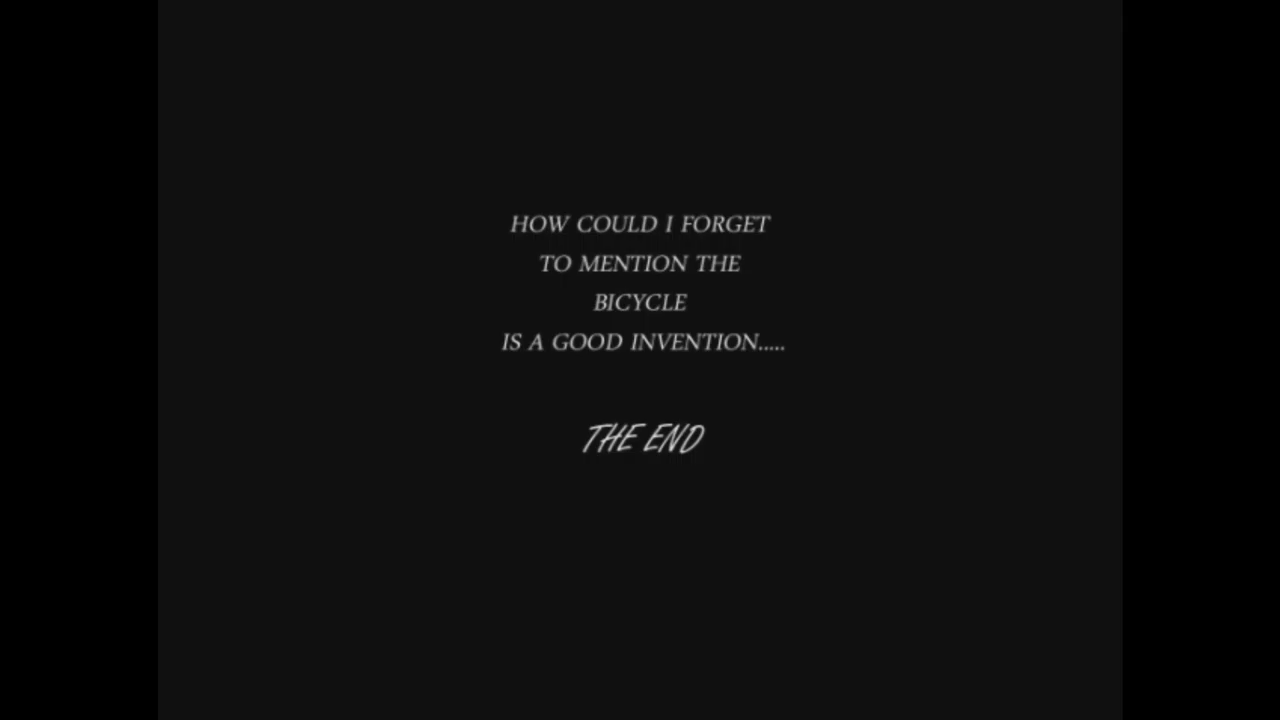 HOW COULD I FORGET
TO MENTION THE
BICYCLE
IS A GOOD INVENTION.....
THE END